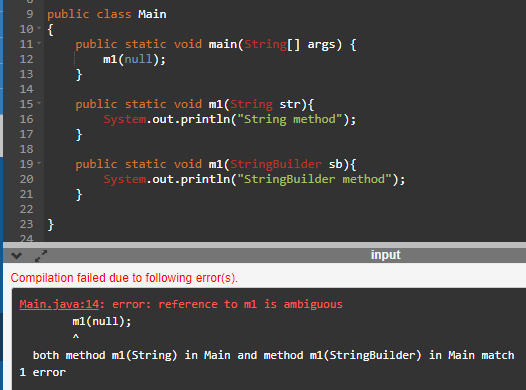 9 public class Main
10 {
11 public static void main(String[] args) {
12 m1(null);
13 }
14
15 public static void m1(String str){
16 System.out.println("String method");
17 }
18
19 public static void m1(StringBuilder sb){
20 System.out.println("StringBuilder method");
21 }
22
23 }
24
input
Compilation failed due to following error(s).
Main.java:14: error: reference to m1 is ambiguous
m1(null);
^
both method m1(String) in Main and method m1(StringBuilder) in Main match
1 error